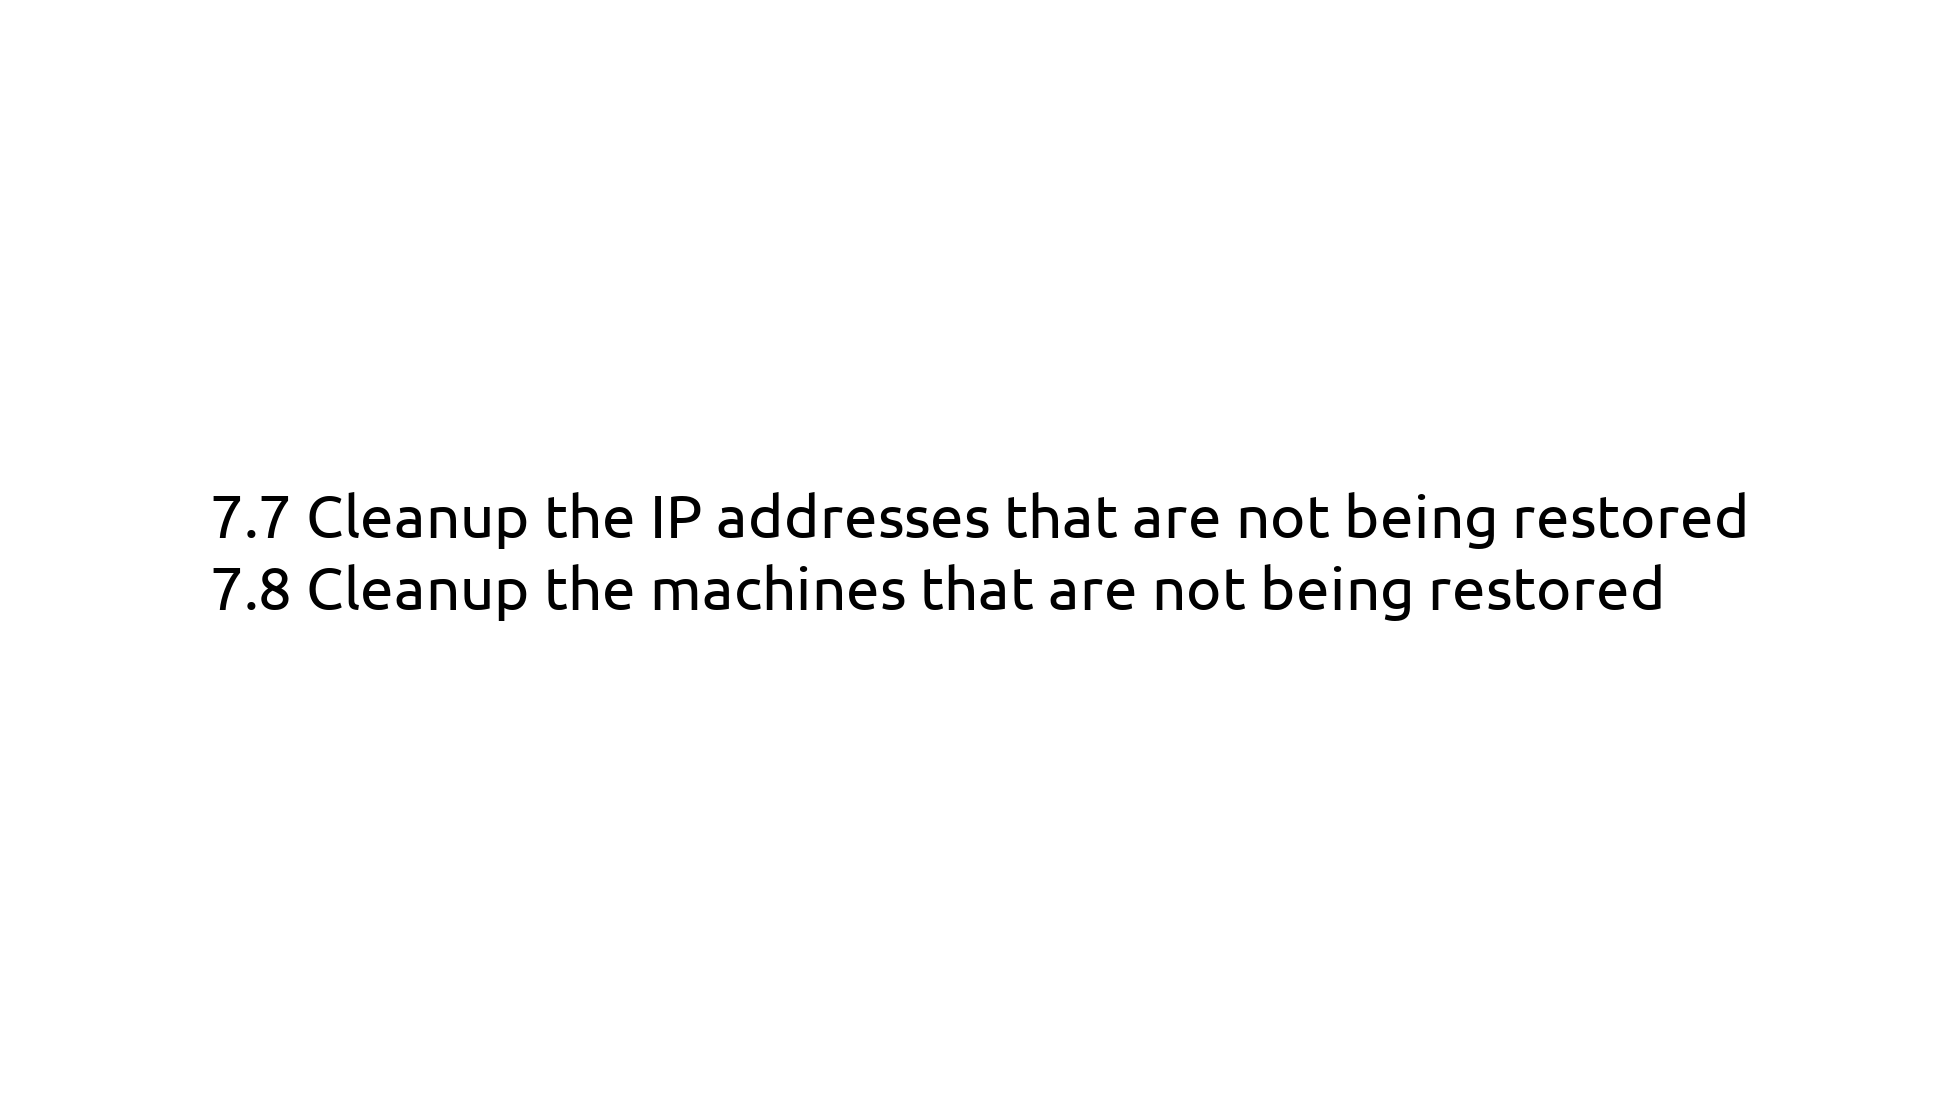 7.7 Cleanup the IP addresses that are not being restored
7.8 Cleanup the machines that are not being restored